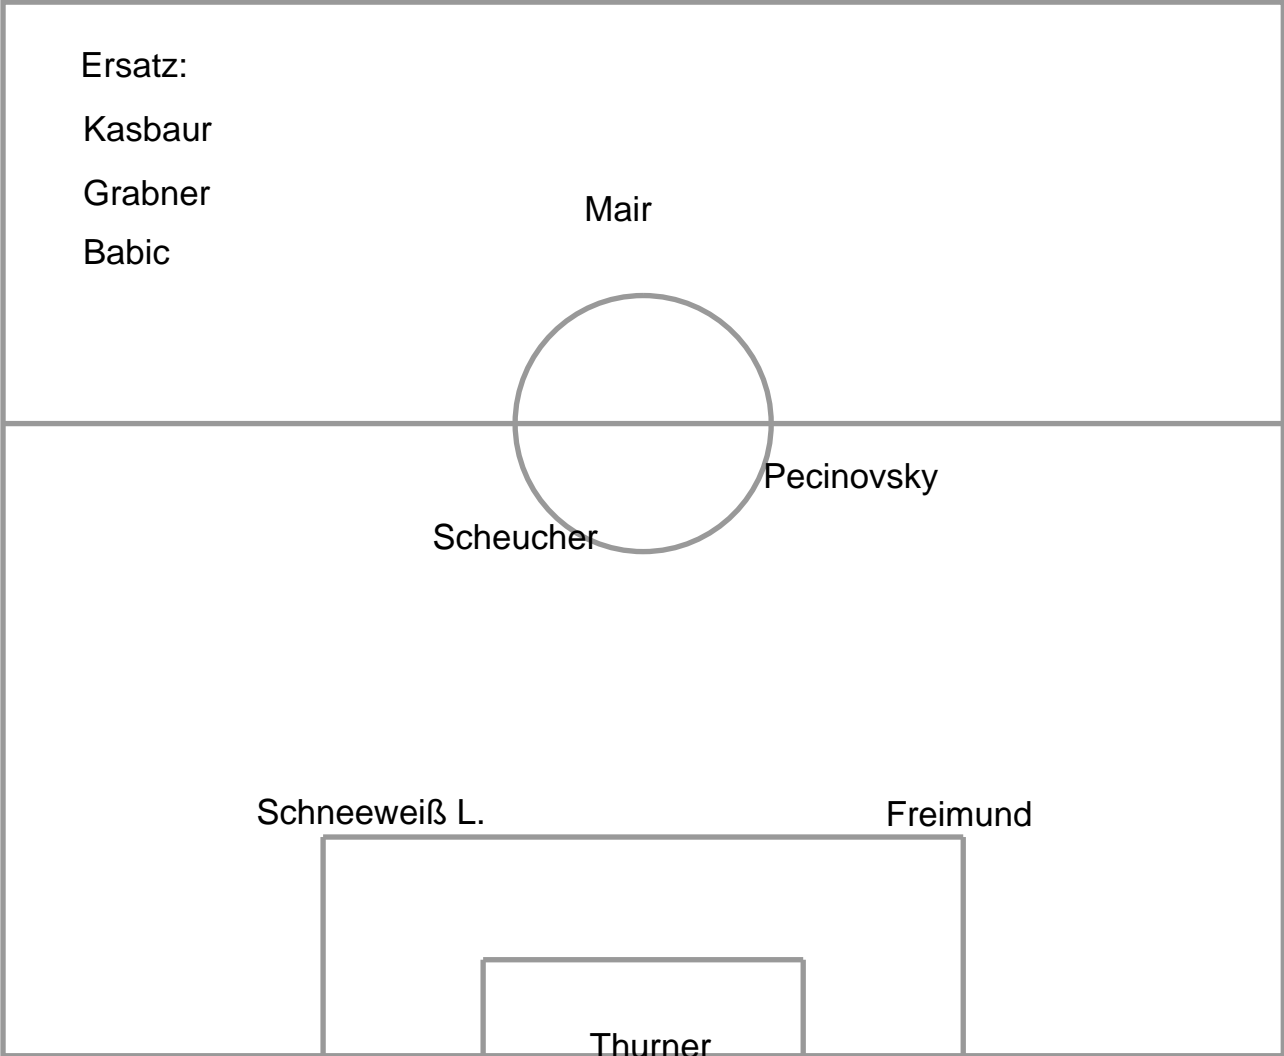 Ersatz:
Kasbaur
Grabner
Mair
Babic
Pecinovsky
Scheucher
Schneeweiß L.
Freimund
Thurner